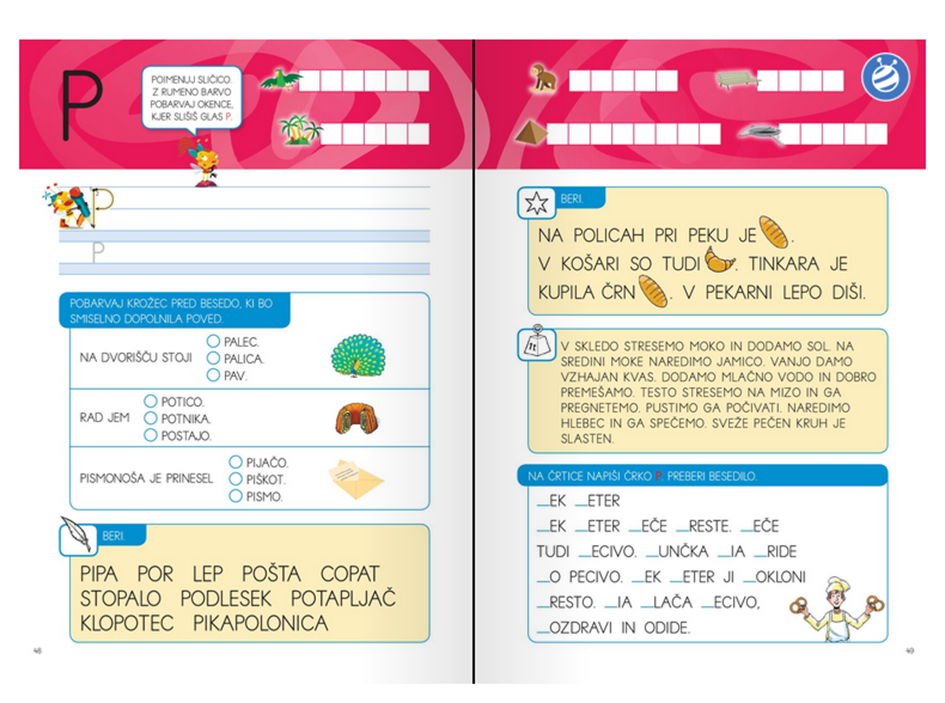 P
POIMENUJ SLIČICO.
Z RUMENO BARVO
POBARVAJ OKENCE,
KJER SLIŠIŠ GLAS P.
P
P
POBARVAJ KROŽEC PRED BESEDO, KI BO
SMISELNO DOPOLNILA POVED.
NA DVORIŠČU STOJI
PALEC.
PALICA.
PAV.
RAD JEM
POTICO.
POTNIKA.
POSTAJO.
PISMONOŠA JE PRINESEL
PIJAČO.
PIŠKOT.
PISMO.
BERI.
PIPA POR LEP POŠTA COPAT
STOPALO PODLESEK POTAPLJAČ
KLOPOTEC PIKAPOLONICA
48
BERI.
NA POLICAH PRI PEKU JE .
V KOŠARI SO TUDI . TINKARA JE
KUPILA ČRN . V PEKARNI LEPO DIŠI.
1t
V SKLEDO STRESEMO MOKO IN DODAMO SOL. NA
SREDINI MOKE NAREDIMO JAMICO. VANJO DAMO
VZHAJAN KVAS. DODAMO MLAČNO VODO IN DOBRO
PREMEŠAMO. TESTO STRESEMO NA MIZO IN GA
PREGNETEMO. PUSTIMO GA POČIVATI. NAREDIMO
HLEBEC IN GA SPEČEMO. SVEŽE PEČEN KRUH JE
SLASTEN.
NA ČRTICE NAPIŠI ČRKO P. PREBERI BESEDILO.
_EK _ETER
_EK _ETER _EČE _RESTE. _EČE
TUDI _ECIVO. _UNČKA _IA _RIDE
_O PECIVO. _EK _ETER JI _OKLONI
_RESTO. _IA _LAČA _ECIVO,
_OZDRAVI IN ODIDE.
49